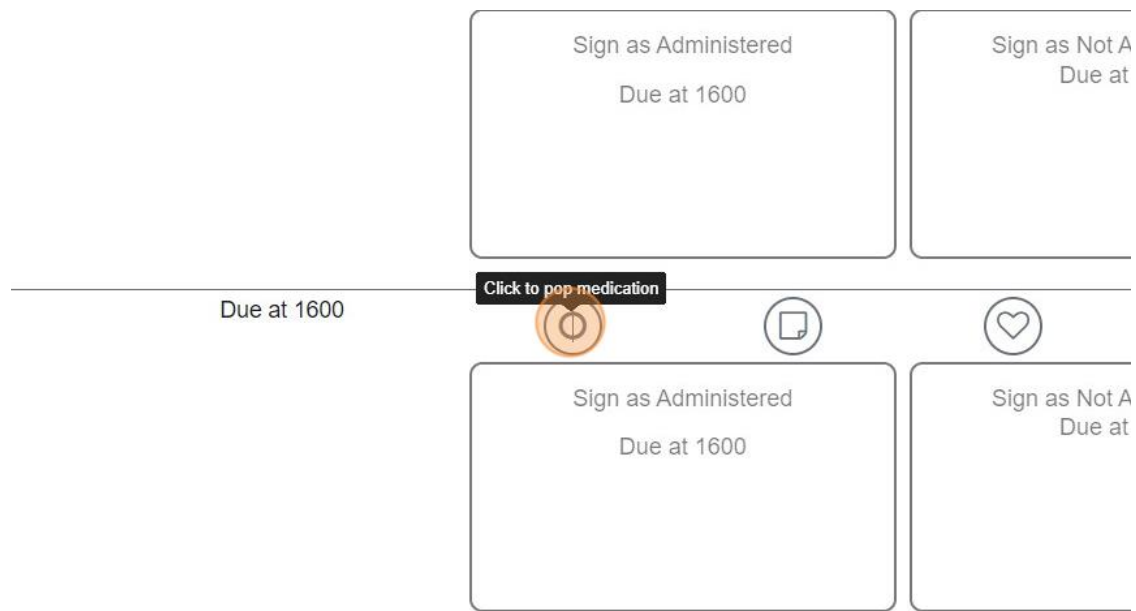 Sign as Administered
Due at 1600
Sign as Not A
Due at
Click to pop medication
Due at 1600
Sign as Administered
Due at 1600
Sign as Not A
Due at